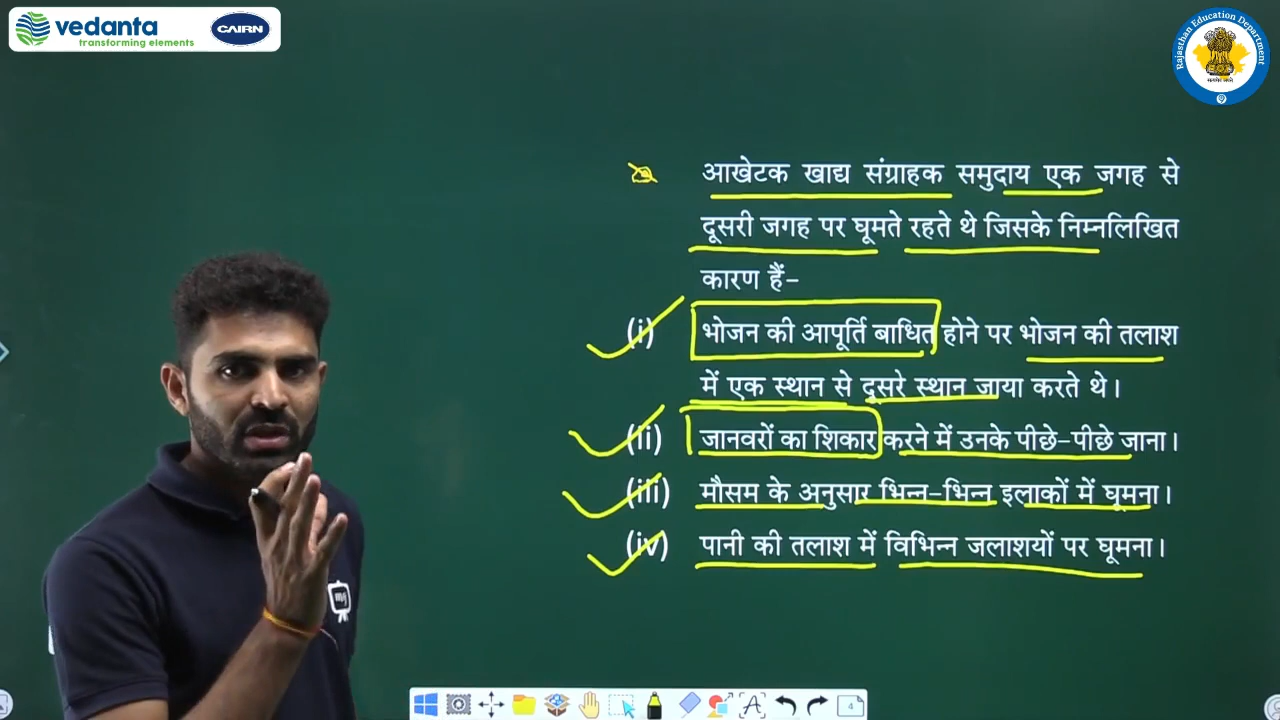 vedanta
transforming elements
CAIRN
Rajasthan Education Department
आखेटक खाद्य संग्राहक समुदाय एक जगह से
दूसरी जगह पर घूमते रहते थे जिसके निम्नलिखित
कारण हैं–
(i) भोजन की आपूर्ति बाधित होने पर भोजन की तलाश
में एक स्थान से दूसरे स्थान जाया करते थे।
(ii) जानवरों का शिकार करने में उनके पीछे–पीछे जाना।
(iii) मौसम के अनुसार भिन्न–भिन्न इलाकों में घूमना।
(iv) पानी की तलाश में विभिन्न जलाशयों पर घूमना।
A
4